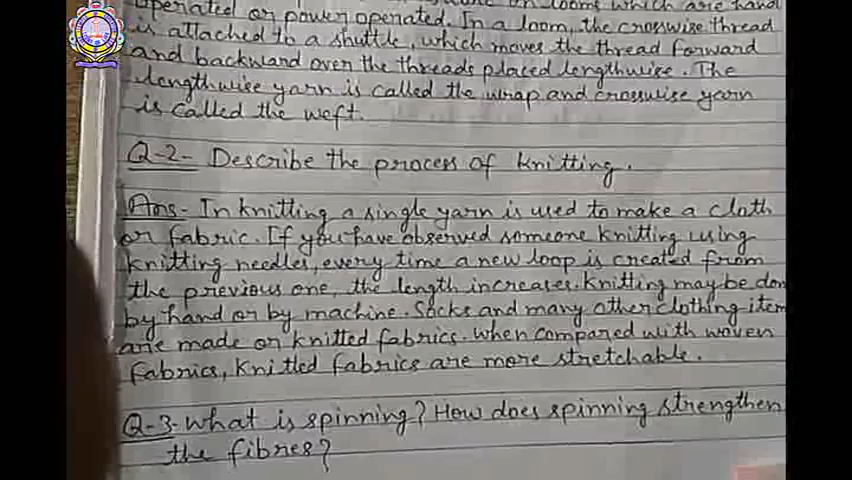 operated or power operated. In a loom, the crosswise thread
is attached to a shuttle, which moves the thread forward
and backward over the threads placed lengthwise. The
lengthwise yarn is called the wrap and crosswise yarn
is called the weft.
Q-2- Describe the process of knitting.
Ans- In knitting a single yarn is used to make a cloth
or fabric. If you have observed someone knitting using
knitting needles, every time a new loop is created from
the previous one, the length increases. Knitting may be don
by hand or by machine. Socks and many other clothing item
are made or knitted fabrics. When compared with woven
fabrics, knitted fabrics are more stretchable.
Q-3- What is spinning? How does spinning strengthen
the fibres?